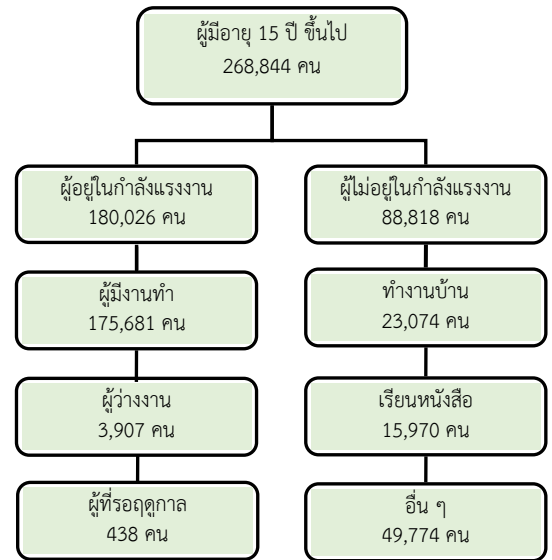 ผู้มีอายุ 15 ปี ขึ้นไป
268,844 คน
ผู้อยู่ในกำลังแรงงาน
180,026 คน
ผู้ไม่อยู่ในกำลังแรงงาน
88,818 คน
ผู้มีงานทำ
175,681 คน
ทำงานบ้าน
23,074 คน
ผู้ว่างงาน
3,907 คน
เรียนหนังสือ
15,970 คน
ผู้ที่รอฤดูกาล
438 คน
อื่น ๆ
49,774 คน